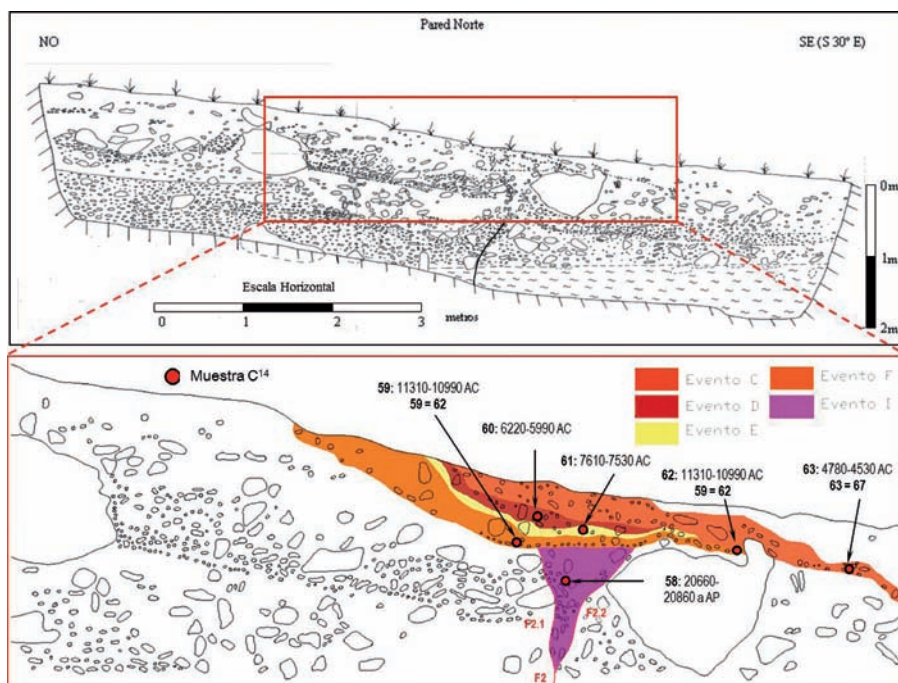 Pared Norte
NO
SE (S 30° E)
0m
1m
2m
Escala Horizontal
0 1 2 3
metros
Muestra C14
59: 11310-10990 AC
59 = 62
60: 6220-5990 AC
61: 7610-7530 AC
62: 11310-10990 AC
59 = 62
63: 4780-4530 AC
63 = 67
Evento C
Evento D
Evento E
Evento F
Evento I
58: 20660-
20860 a AP
F2.1
F2.2
F2